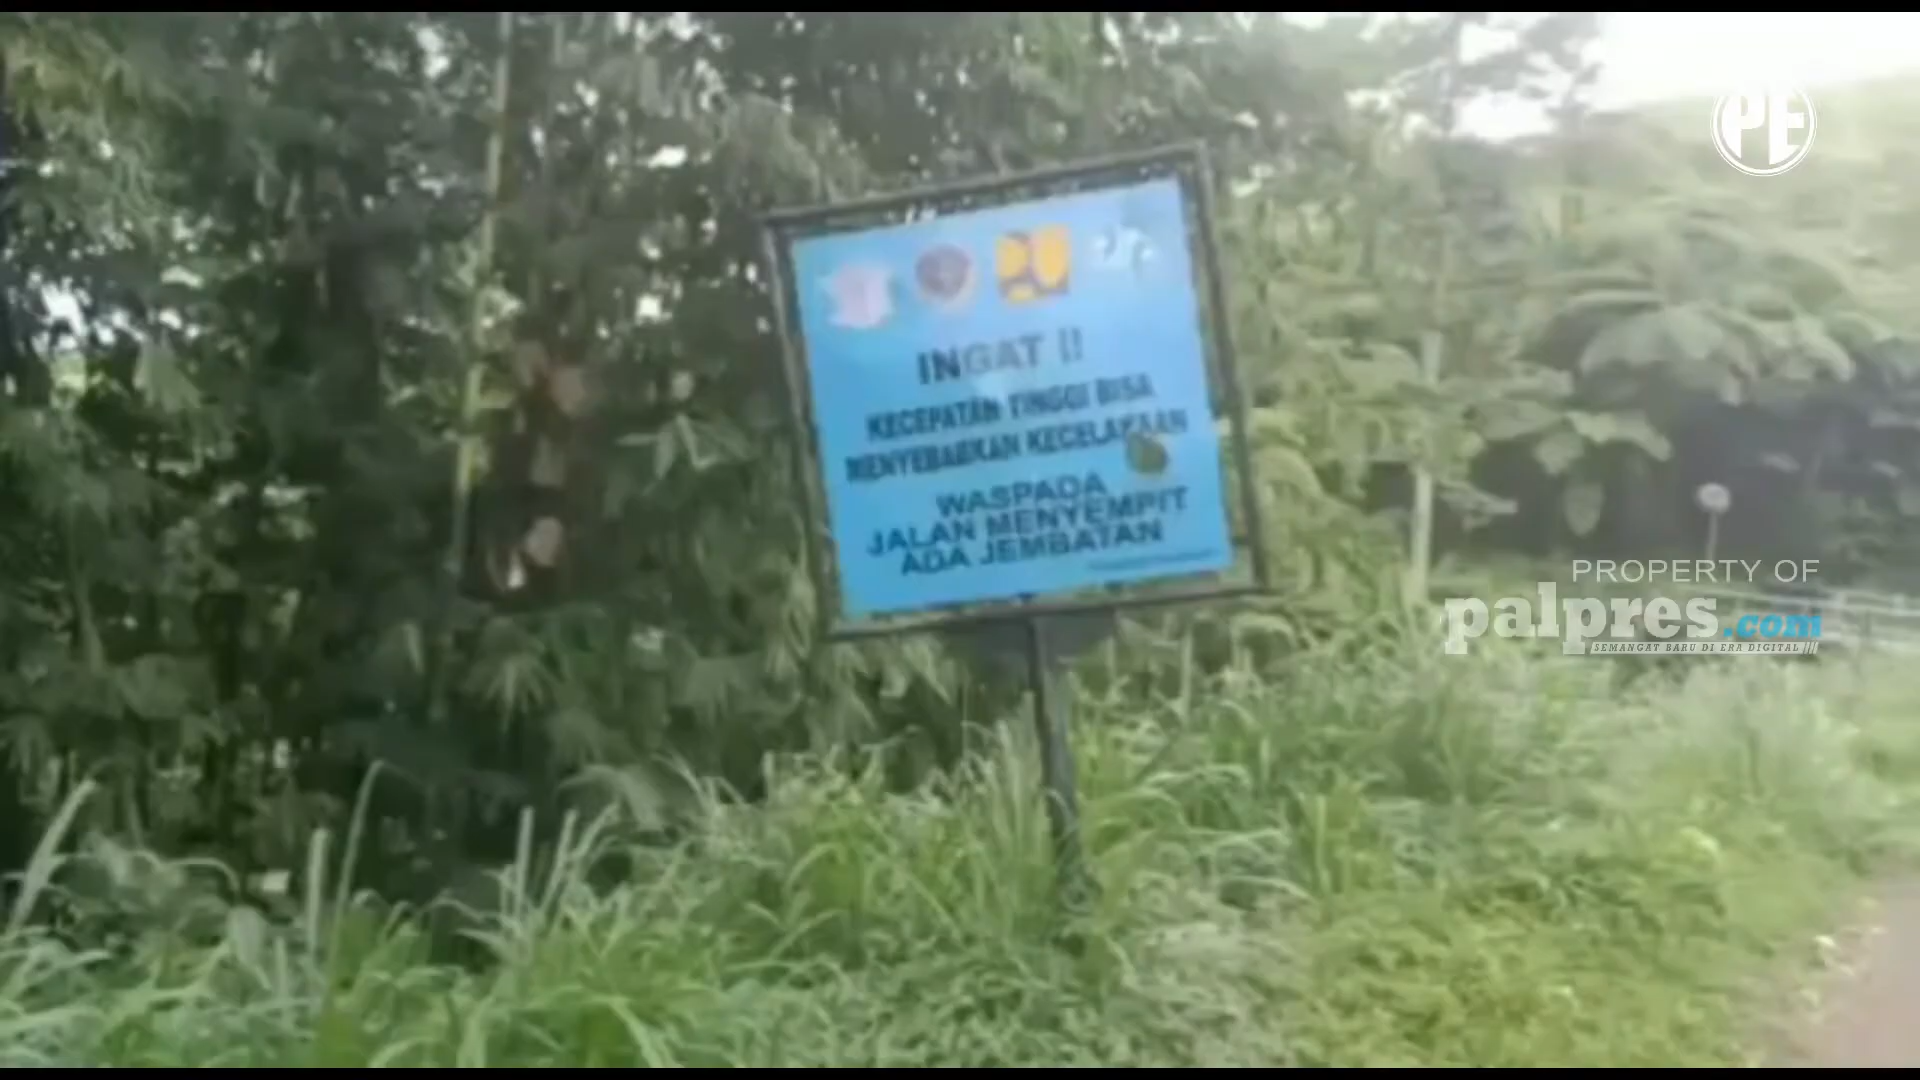 PE
INGAT !!
KECEPATAN TINGGI BISA
MENYEBABKAN KECELAKAAN
WASPADA
JALAN MENYEMPIT
ADA JEMBATAN
PROPERTY OF
palpres.com
SEMANGAT BARU DI ERA DIGITAL